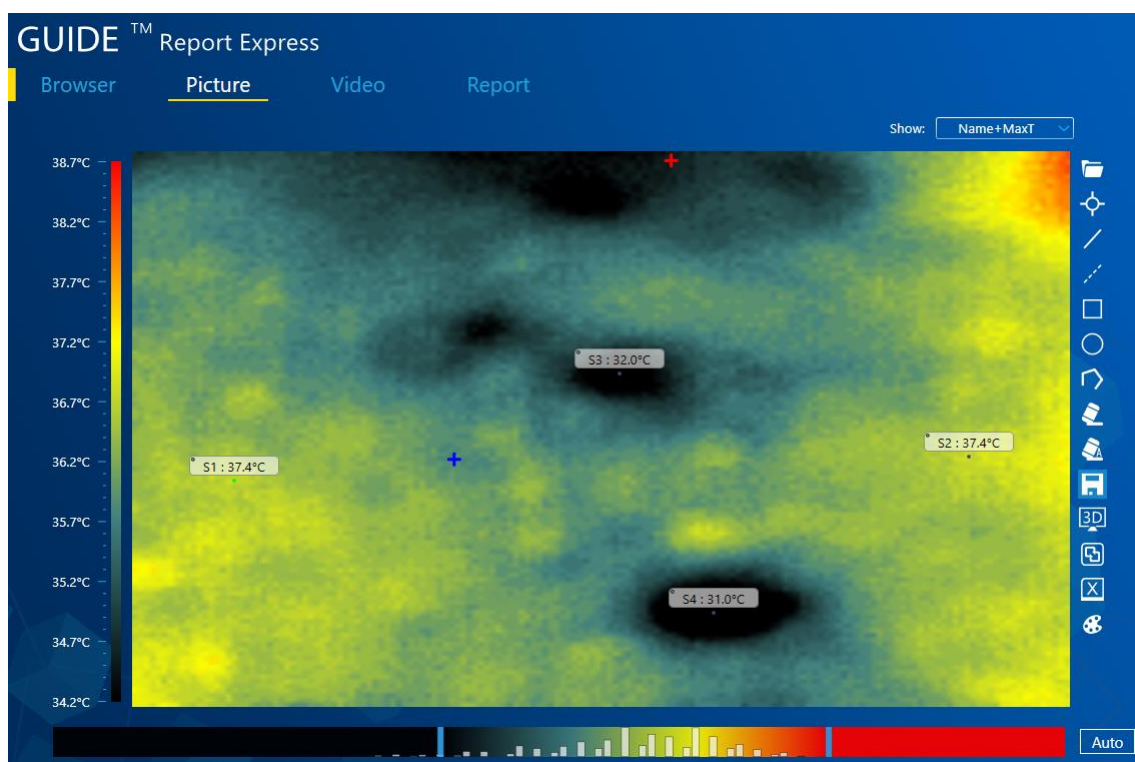 GUIDE ™ Report Express
Browser Picture Video Report
Show: Name+MaxT
38.7°C
38.2°C
37.7°C
37.2°C
36.7°C
36.2°C
35.7°C
35.2°C
34.7°C
34.2°C
S3 : 32.0°C
S2 : 37.4°C
S1 : 37.4°C
S4 : 31.0°C
3D
X
Auto